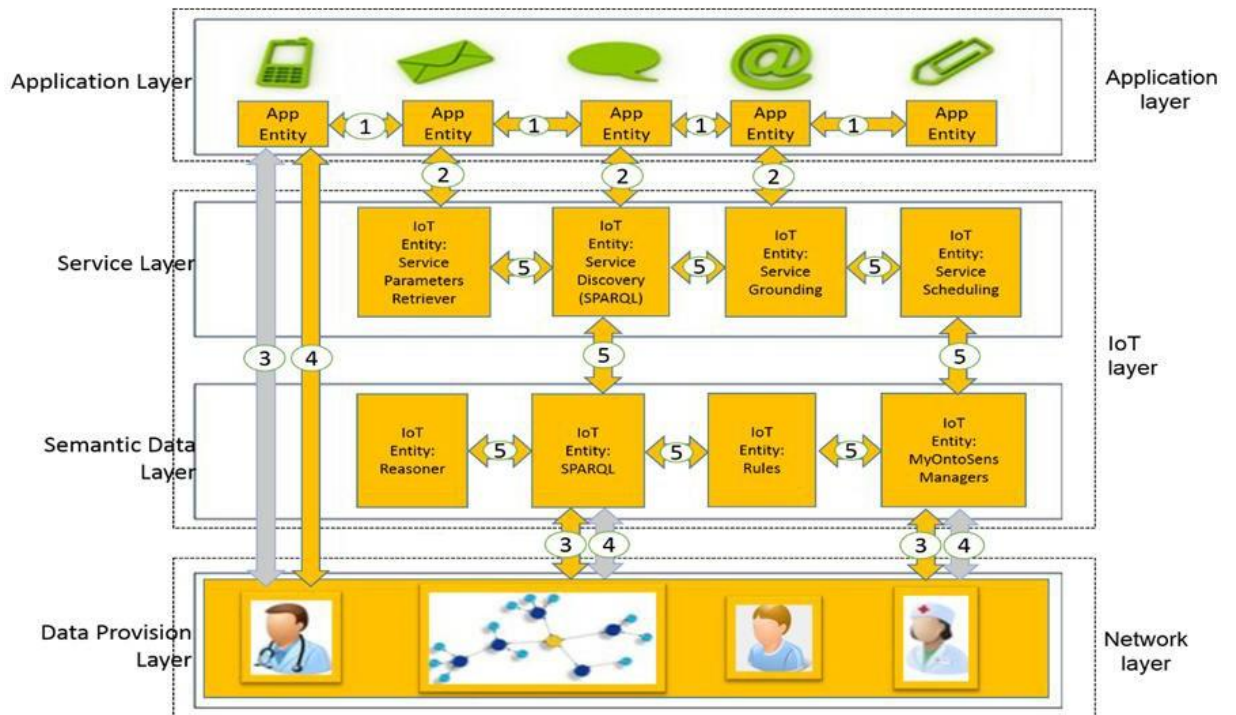 Application Layer
Application
layer
App
Entity
1
App
Entity
1
App
Entity
1
App
Entity
1
App
Entity
2
2
2
Service Layer
IoT
Entity:
Service
Parameters
Retriever
5
IoT
Entity:
Service
Discovery
(SPARQL)
5
IoT
Entity:
Service
Grounding
5
IoT
Entity:
Service
Scheduling
3
4
5
5
IoT
layer
Semantic Data
Layer
IoT
Entity:
Reasoner
5
IoT
Entity:
SPARQL
5
IoT
Entity:
Rules
5
IoT
Entity:
MyOntoSens
Managers
3
4
3
4
Data Provision
Layer
Network
layer